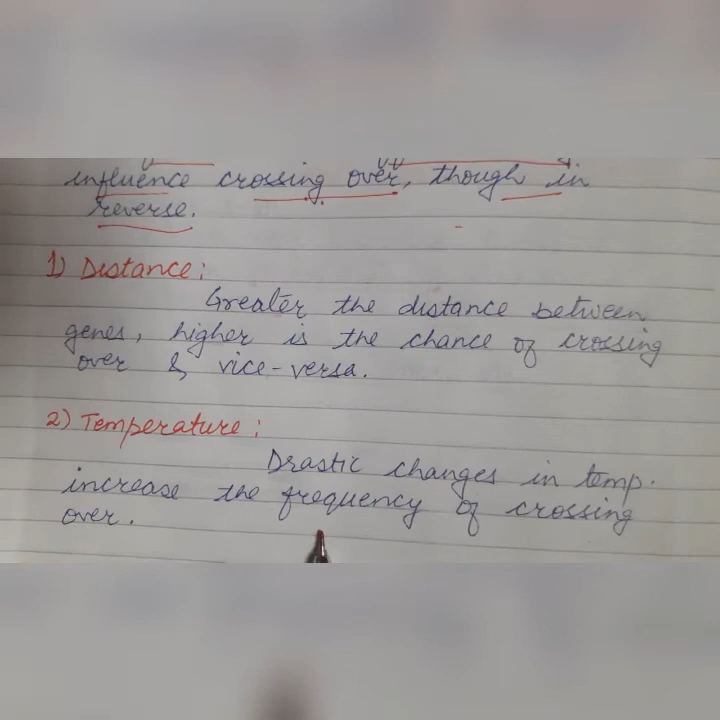 influence crossing over, though in
reverse.
1) Distance:
Greater the distance between
genes, higher is the chance of crossing
over & vice-versa.
2) Temperature:
Drastic changes in temp.
increase the frequency of crossing
over.